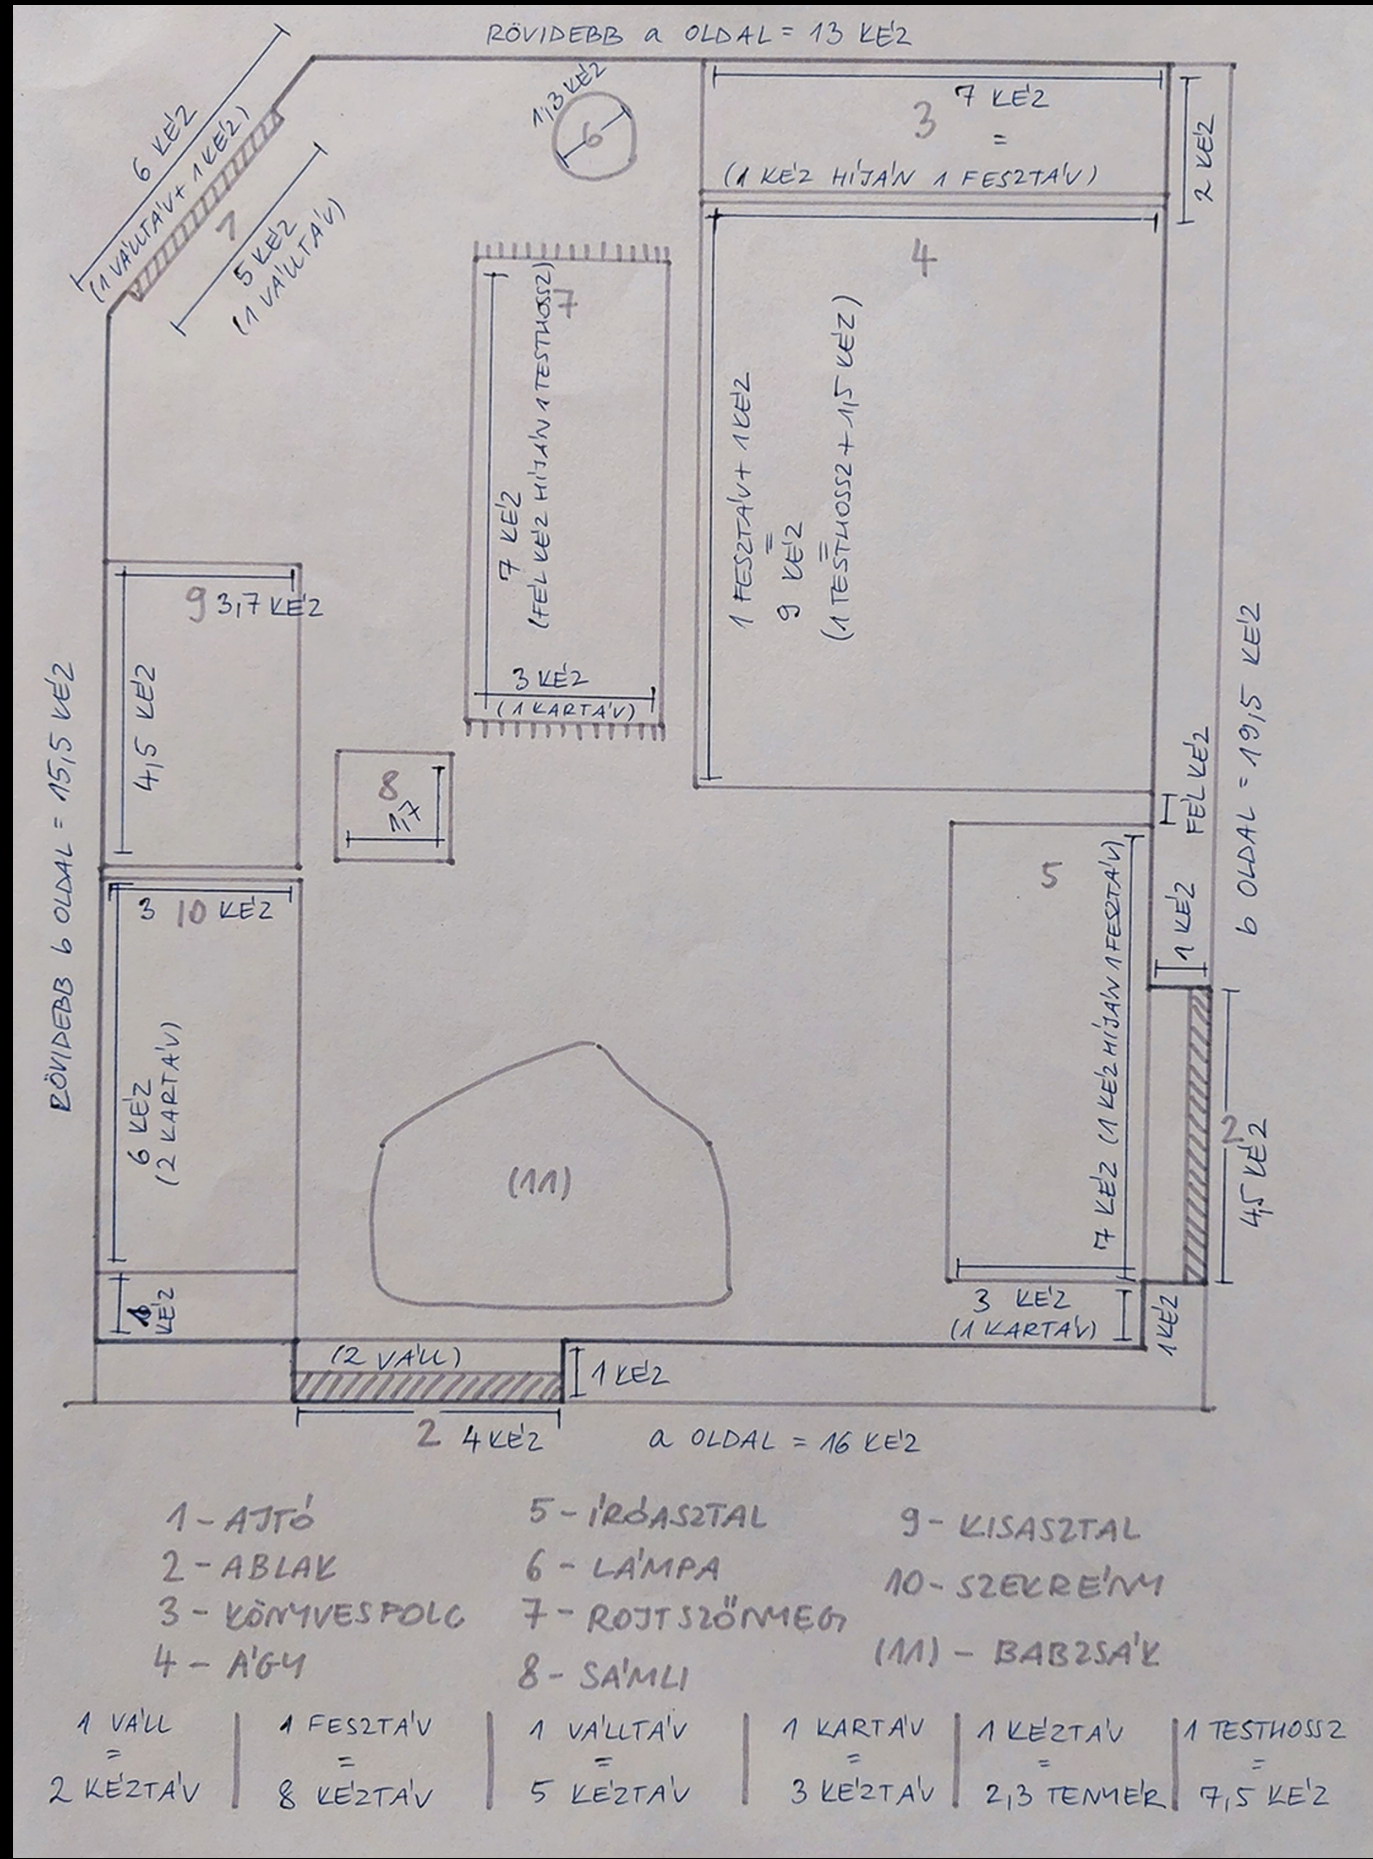 RÖVIDEBB a OLDAL = 13 KÉZ
6 KÉZ
(1 VÁLLTÁV + 1 KÉZ)
1
5 KÉZ
(1 VÁLLTÁV)
1,3 KÉZ
6
7 KÉZ
3
=
(1 KÉZ HÍJÁN 1 FESZTÁV)
2 KÉZ
4
1 FESZTÁV + 1 KÉZ
=
9 KÉZ
=
(1 TESTHOSSZ + 1,5 KÉZ)
7
7 KÉZ
(FÉL KÉZ HÍJÁN 1 TESTHOSSZ)
3 KÉZ
(1 KARTÁV)
9 3,7 KÉZ
4,5 KÉZ
RÖVIDEBB b OLDAL = 15,5 KÉZ
8
1,7
3 10 KÉZ
6 KÉZ
(2 KARTÁV)
1 KÉZ
(11)
5
7 KÉZ (1 KÉZ HÍJÁN 1 FESZTÁV)
3 KÉZ
(1 KARTÁV)
FÉL KÉZ
1 KÉZ
b OLDAL = 19,5 KÉZ
2
4,5 KÉZ
1 KÉZ
(2 VÁLL)
1 KÉZ
2 4 KÉZ
a OLDAL = 16 KÉZ
1 - AJTÓ
2 - ABLAK
3 - KÖNYVESPOLC
4 - ÁGY
5 - ÍRÓASZTAL
6 - LÁMPA
7 - ROJTSZŐNYEG
8 - SÁMLI
9 - KISASZTAL
10 - SZEKRÉNY
(11) - BABZSÁK
1 VÁLL
=
2 KÉZTÁV
1 FESZTÁV
=
8 KÉZTÁV
1 VÁLLTÁV
=
5 KÉZTÁV
1 KARTÁV
=
3 KÉZTÁV
1 KÉZTÁV
=
2,3 TENYÉR
1 TESTHOSSZ
=
7,5 KÉZ